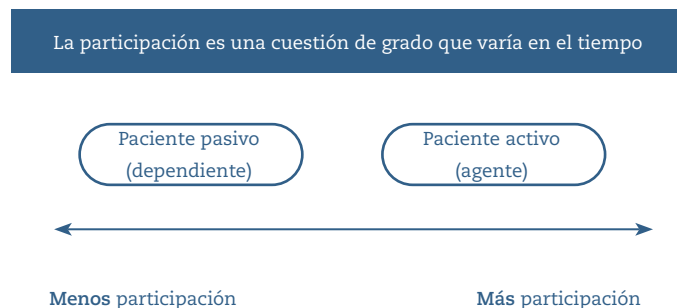 La participación es una cuestión de grado que varía en el tiempo
Paciente pasivo
(dependiente)
Paciente activo
(agente)
Menos participación
Más participación